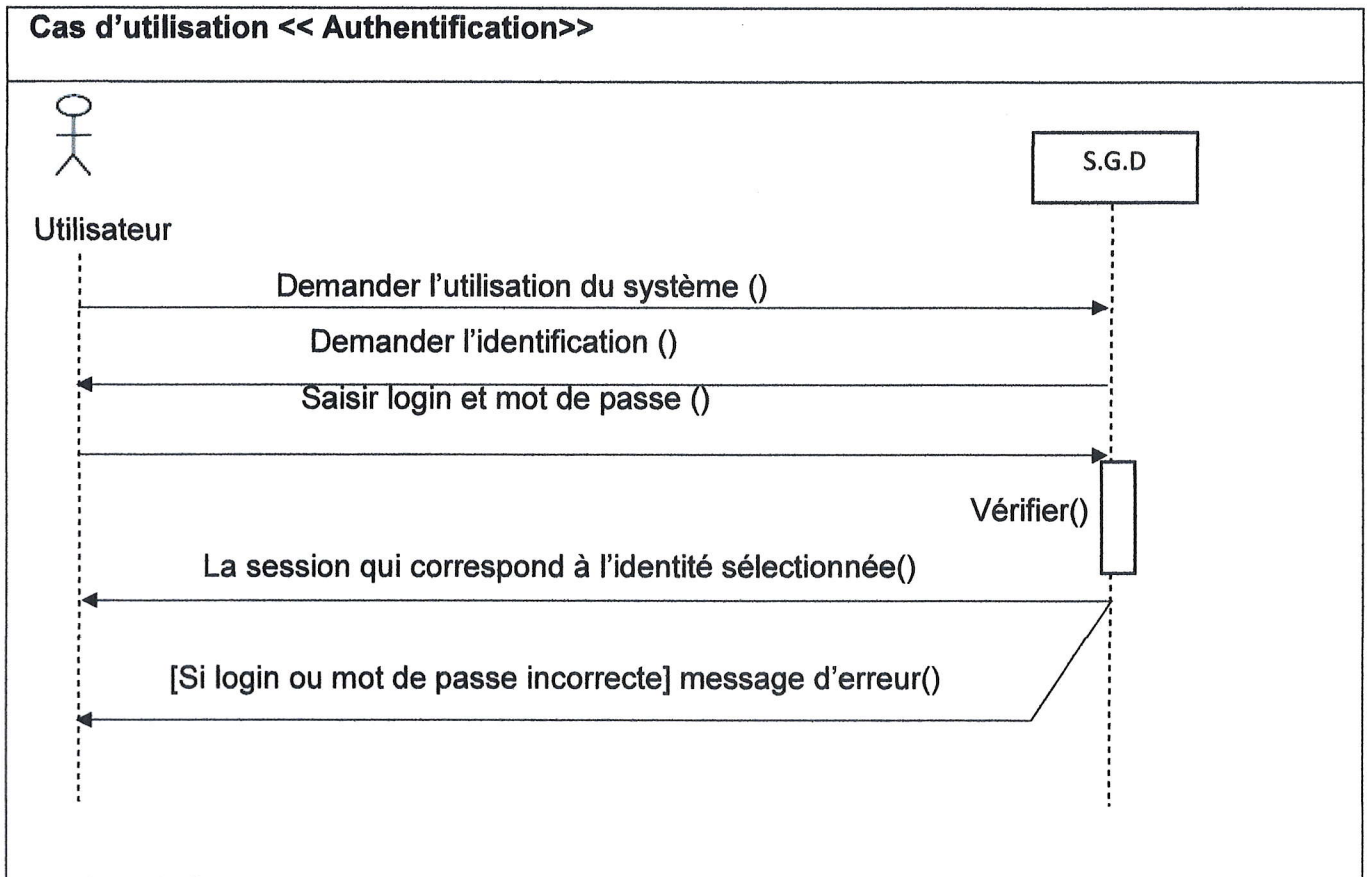 Cas d'utilisation << Authentification>>
S.G.D
Utilisateur
Demander l'utilisation du système ()
Demander l'identification ()
Saisir login et mot de passe ()
Vérifier()
La session qui correspond à l'identité sélectionnée()
[Si login ou mot de passe incorrecte] message d'erreur()